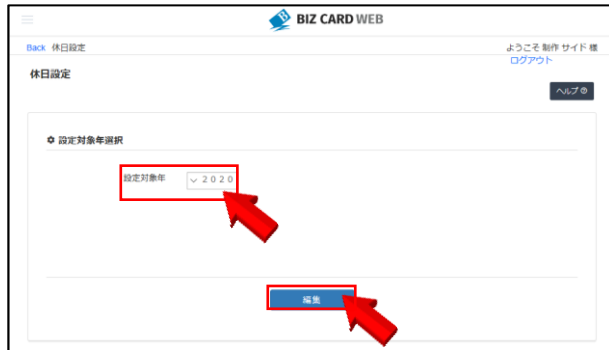 BIZ CARD WEB
Back 休日設定
ようこそ 制作 サイド 様
ログアウト
休日設定
ヘルプ
設定対象年選択
設定対象年 2020
編集